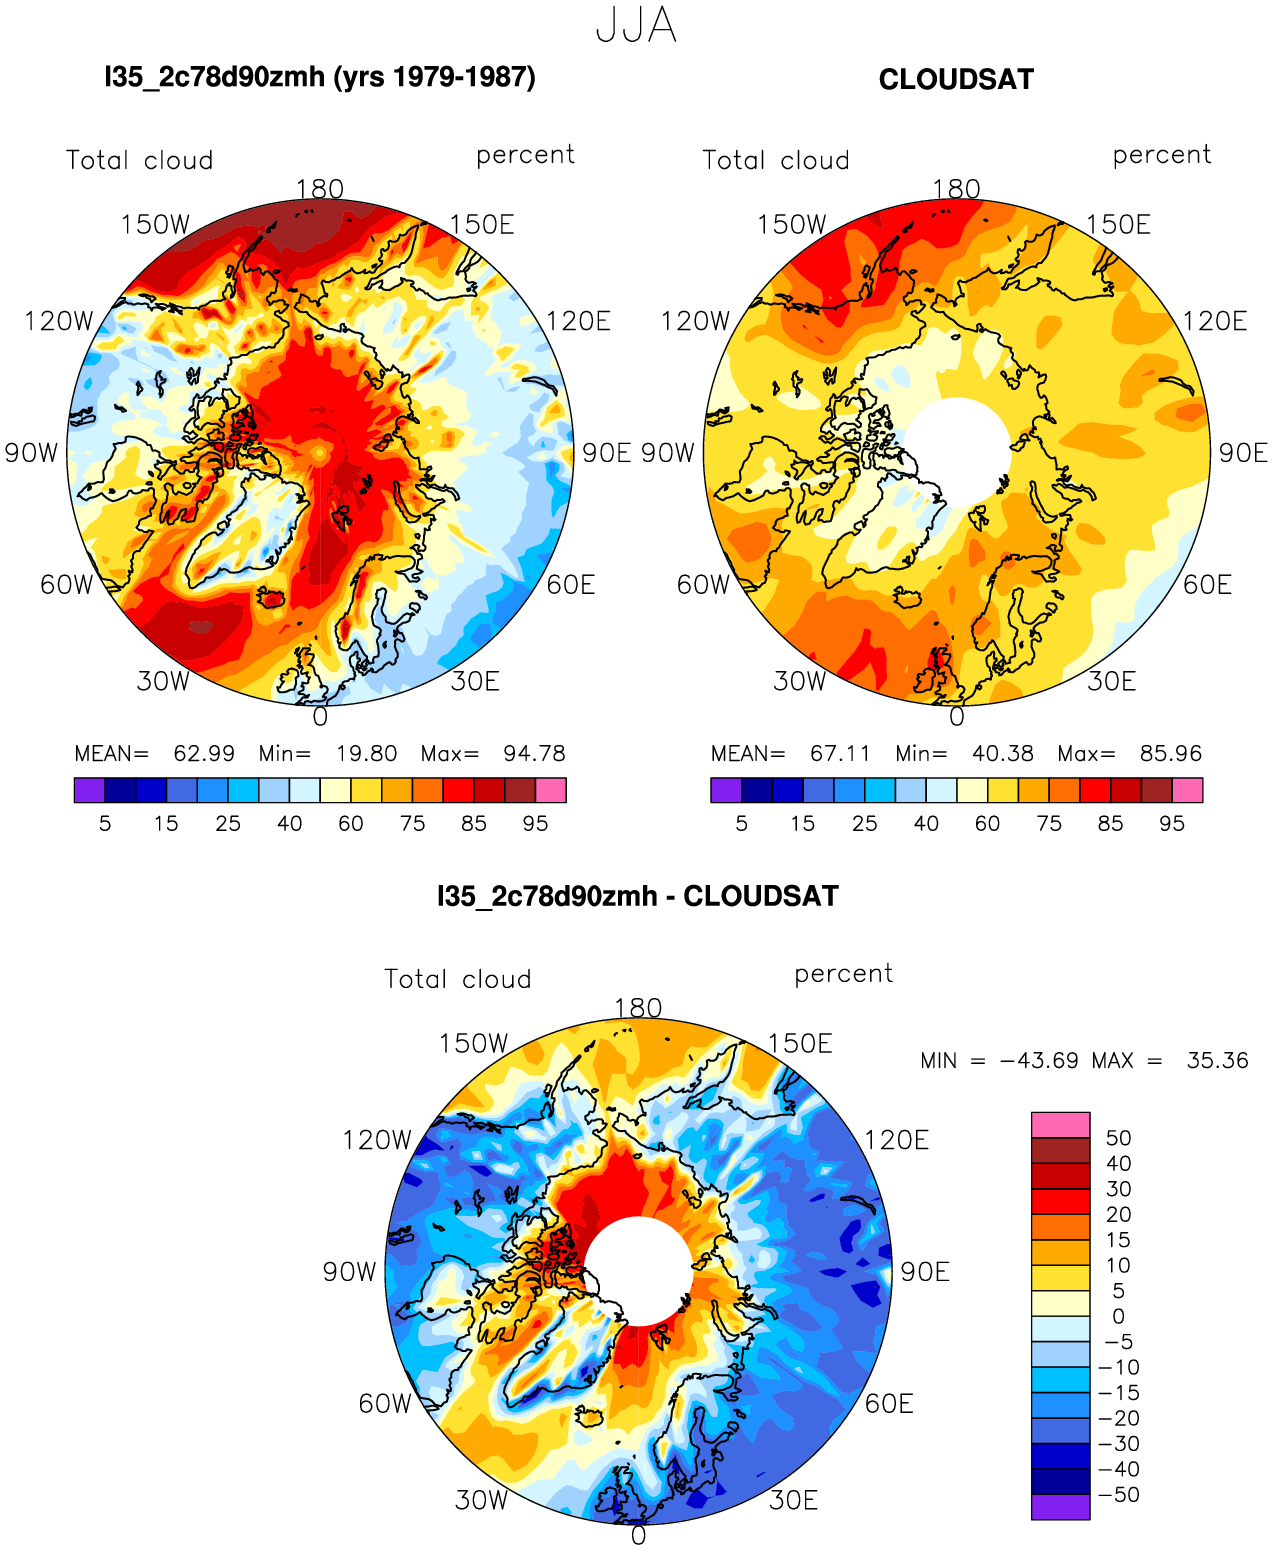 JJA
I35_2c78d90zmh (yrs 1979-1987)
CLOUDSAT
Total cloud percent
180
150W 150E
120W 120E
90W 90E
60W 60E
30W 30E
0
MEAN= 62.99 Min= 19.80 Max= 94.78
5 15 25 40 60 75 85 95
Total cloud percent
180
150W 150E
120W 120E
90W 90E
60W 60E
30W 30E
0
MEAN= 67.11 Min= 40.38 Max= 85.96
5 15 25 40 60 75 85 95
I35_2c78d90zmh - CLOUDSAT
Total cloud percent
180
150W 150E
120W 120E
90W 90E
60W 60E
30W 30E
0
MIN = -43.69 MAX = 35.36
50
40
30
20
15
10
5
0
-5
-10
-15
-20
-30
-40
-50